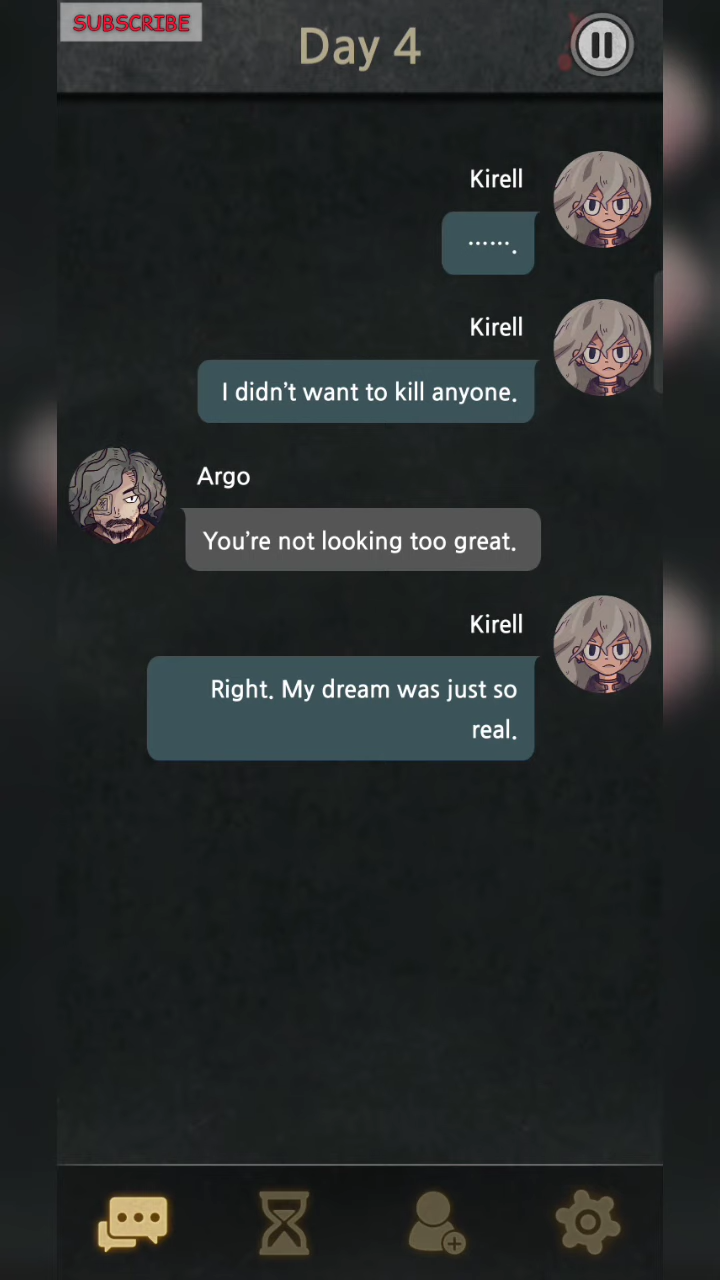 SUBSCRIBE
Day 4
Kirell
…….
Kirell
I didn't want to kill anyone.
Argo
You're not looking too great.
Kirell
Right. My dream was just so
real.